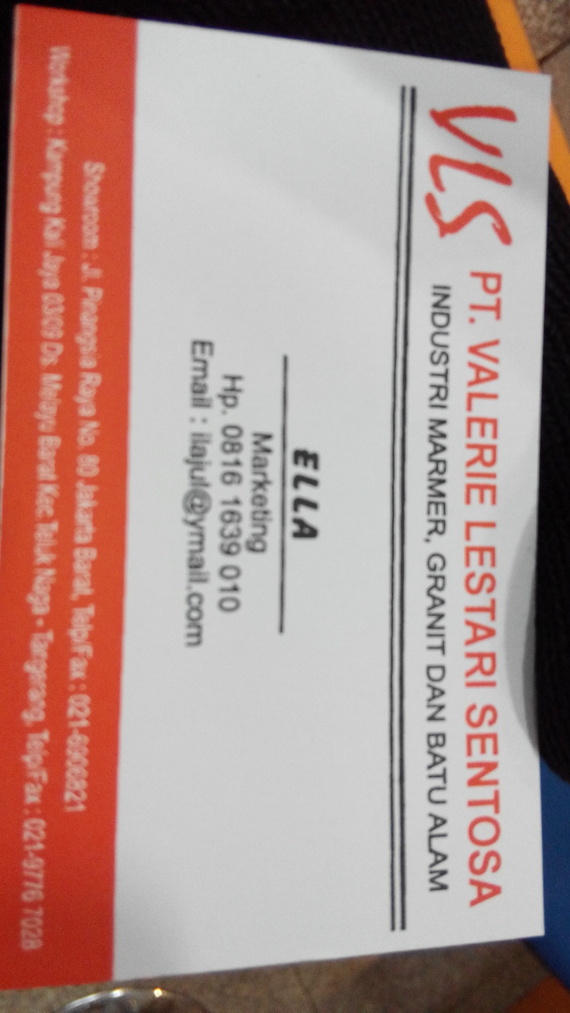 VLS
PT. VALERIE LESTARI SENTOSA
INDUSTRI MARMER, GRANIT DAN BATU ALAM
ELLA
Marketing
Hp. 0816 1639 010
Email : ilajul@ymail.com
Showroom : Jl. Pinangsia Raya No. 80 Jakarta Barat, Telp/Fax : 021-6906821
Workshop : Kampung Kali Jaya 03/09 Ds. Melayu Barat Kec. Teluk Naga - Tangerang, Telp/Fax : 021-9776 7028